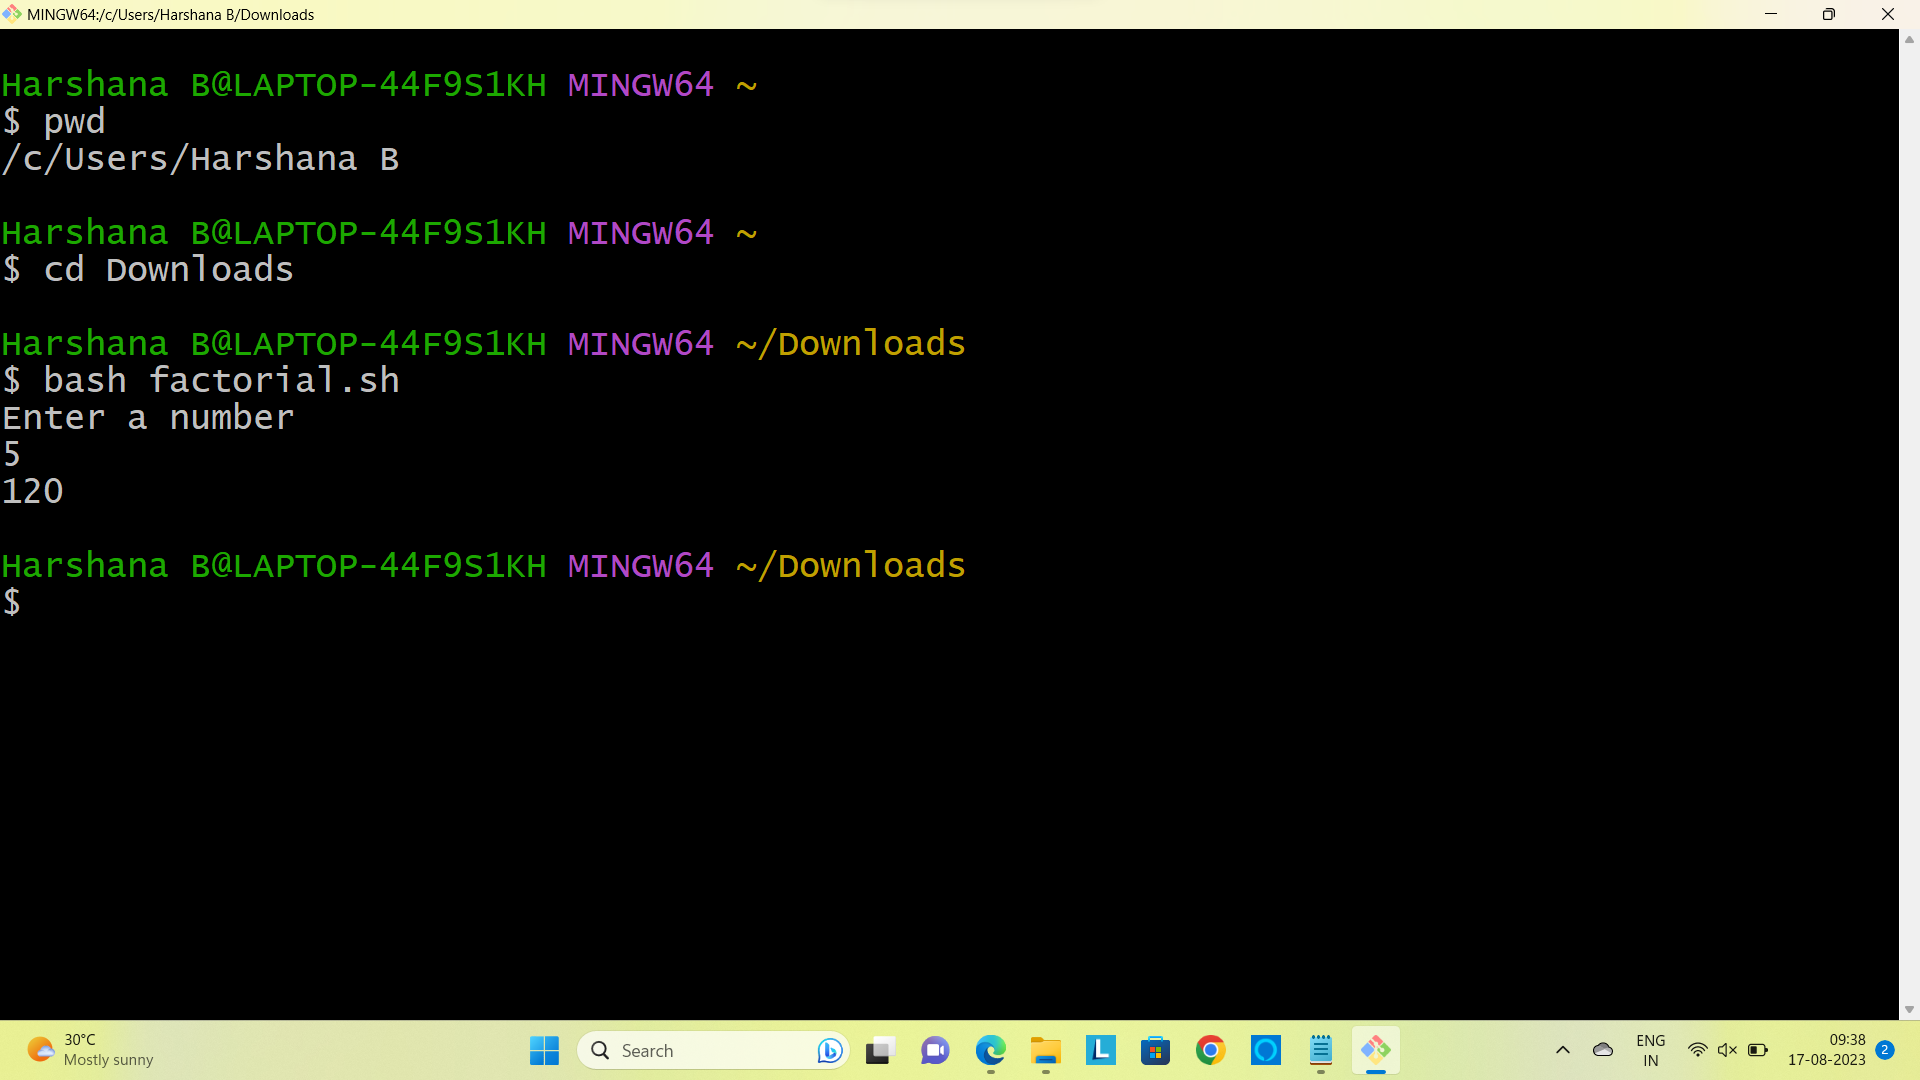 MINGW64:/c/Users/Harshana B/Downloads
Harshana B@LAPTOP-44F9S1KH MINGW64 ~
$ pwd
/c/Users/Harshana B
Harshana B@LAPTOP-44F9S1KH MINGW64 ~
$ cd Downloads
Harshana B@LAPTOP-44F9S1KH MINGW64 ~/Downloads
$ bash factorial.sh
Enter a number
5
120
Harshana B@LAPTOP-44F9S1KH MINGW64 ~/Downloads
$
30°C
Mostly sunny
Search
L
ENG
IN
09:38
17-08-2023
2